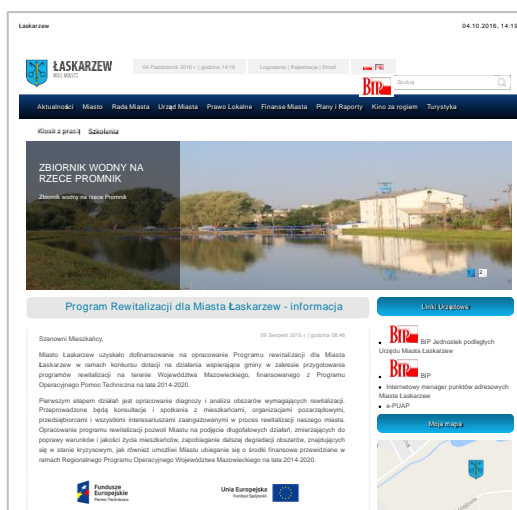 Łaskarzew
04.10.2016, 14:19
ŁASKARZEW
04 Październik 2016 r. | godzina 14:19
Logowanie | Rejestracja | Email
BIP
Szukaj
Aktualności Miasto Rada Miasta Urząd Miasta Prawo Lokalne Finanse Miasta Plany i Raporty Kino za rogiem Turystyka
Kiosk z pracą Szkolenia
ZBIORNIK WODNY NA
RZECE PROMNIK
Zbiornik wodny na rzece Promnik
2
Program Rewitalizacji dla Miasta Łaskarzew - informacja
Linki Urzędowe
Szanowni Mieszkańcy,
09 Sierpień 2016 r. | godzina 08:46
Miasto Łaskarzew uzyskało dofinansowanie na opracowanie Programu rewitalizacji dla Miasta
Łaskarzew w ramach konkursu dotacji na działania wspierające gminy w zakresie przygotowania
programów rewitalizacji na terenie Województwa Mazowieckiego, finansowanego z Programu
Operacyjnego Pomoc Techniczna na lata 2014-2020.
Pierwszym etapem działań jest opracowanie diagnozy i analiza obszarów wymagających rewitalizacji.
Przeprowadzone będą konsultacje i spotkania z mieszkańcami, organizacjami pozarządowymi,
przedsiębiorcami i wszystkimi interesariuszami zaangażowanymi w proces rewitalizacji naszego miasta.
Opracowanie programu rewitalizacji pozwoli Miastu na podjęcie długofalowych działań, zmierzających do
poprawy warunków i jakości życia mieszkańców, zapobieganie dalszej degradacji obszarów, znajdujących
się w stanie kryzysowym, jak również umożliwi Miastu ubieganie się o środki finansowe przewidziane w
ramach Regionalnego Programu Operacyjnego Województwa Mazowieckiego na lata 2014-2020.
BIP BIP Jednostek podległych
Urzędu Miasta Łaskarzew
BIP BIP
Internetowy menager punktów adresowych
Miasta Łaskarzew
e-PUAP
Moja mapa
Fundusze
Europejskie
Pomoc Techniczna
Unia Europejska
Fundusz Spójności